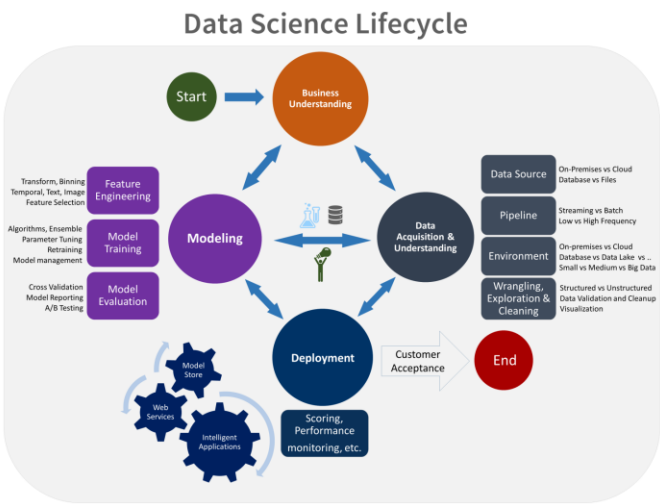 Data Science Lifecycle
Start
Business
Understanding
Transform, Binning
Temporal, Text, Image
Feature Selection
Feature
Engineering
Algorithms, Ensemble
Parameter Tuning
Retraining
Model management
Model
Training
Cross Validation
Model Reporting
A/B Testing
Model
Evaluation
Modeling
Data
Acquisition &
Understanding
Data Source
On-Premises vs Cloud
Database vs Files
Pipeline
Streaming vs Batch
Low vs High Frequency
Environment
On-premises vs Cloud
Database vs Data Lake vs ..
Small vs Medium vs Big Data
Wrangling,
Exploration &
Cleaning
Structured vs Unstructured
Data Validation and Cleanup
Visualization
Deployment
Customer
Acceptance
End
Scoring,
Performance
monitoring, etc.
Model
Store
Web
Services
Intelligent
Applications